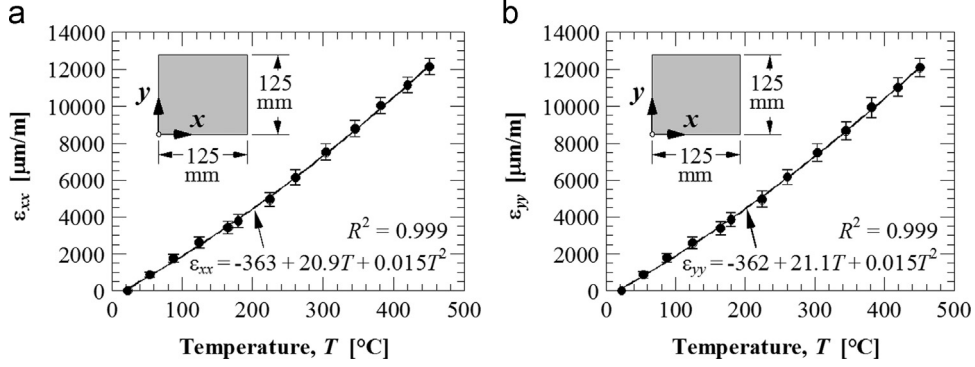 a
14000
12000
10000
8000
6000
4000
2000
0
εxx [μm/m]
y
x
125
mm
125
mm
R² = 0.999
εxx = -363 + 20.9T + 0.015T²
0 100 200 300 400 500
Temperature, T [°C]
b
14000
12000
10000
8000
6000
4000
2000
0
εyy [μm/m]
y
x
125
mm
125
mm
R² = 0.999
εyy = -362 + 21.1T + 0.015T²
0 100 200 300 400 500
Temperature, T [°C]